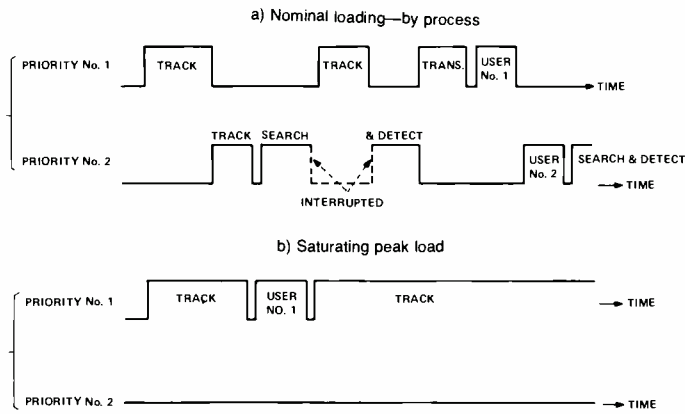 a) Nominal loading—by process
PRIORITY No. 1
TRACK
TRACK
TRANS.
USER
No. 1
TIME
TRACK
SEARCH
& DETECT
PRIORITY No. 2
USER
No. 2
SEARCH & DETECT
TIME
INTERRUPTED
b) Saturating peak load
PRIORITY No. 1
TRACK
USER
NO. 1
TRACK
TIME
PRIORITY No. 2
TIME